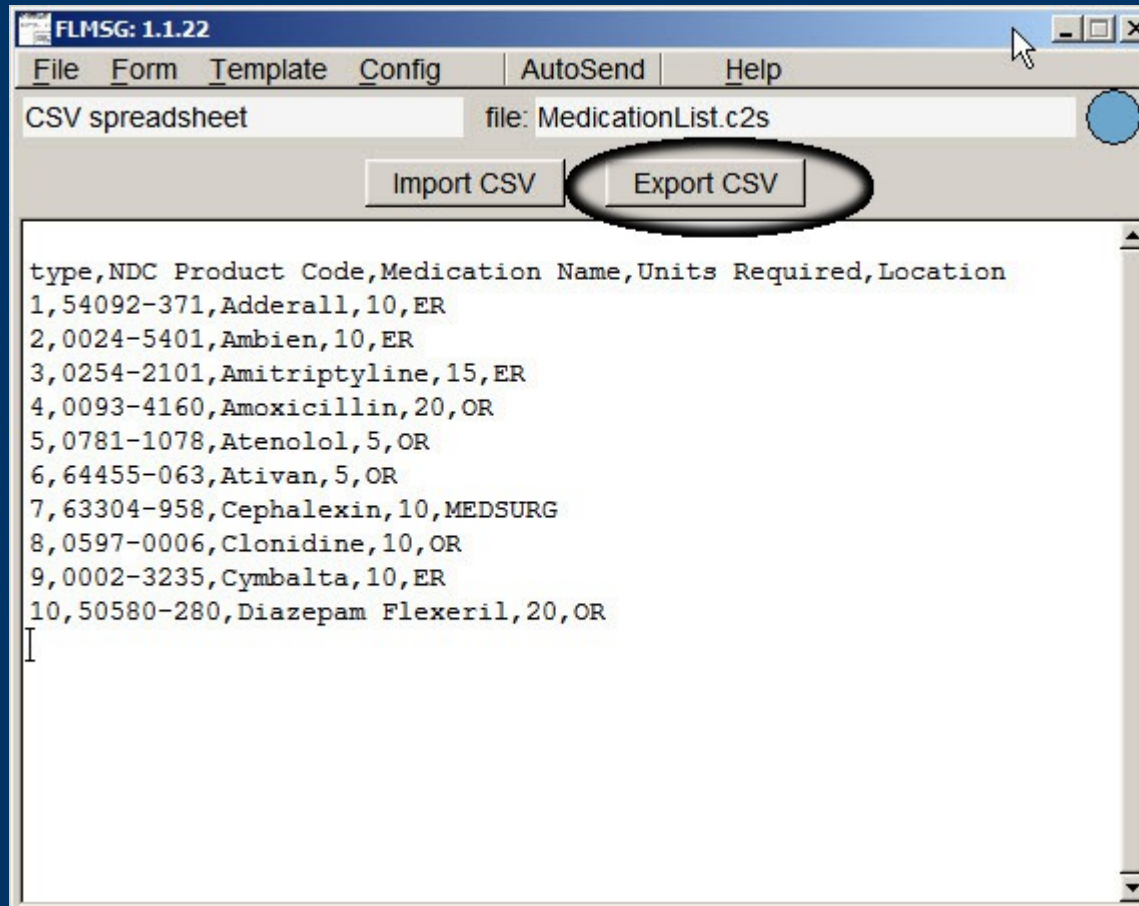 FLMSG: 1.1.22
File Form Template Config AutoSend Help
CSV spreadsheet file: MedicationList.c2s
Import CSV Export CSV
type,NDC Product Code,Medication Name,Units Required,Location
1,54092-371,Adderall,10,ER
2,0024-5401,Ambien,10,ER
3,0254-2101,Amitriptyline,15,ER
4,0093-4160,Amoxicillin,20,OR
5,0781-1078,Atenolol,5,OR
6,64455-063,Ativan,5,OR
7,63304-958,Cephalexin,10,MEDSURG
8,0597-0006,Clonidine,10,OR
9,0002-3235,Cymbalta,10,ER
10,50580-280,Diazepam Flexeril,20,OR